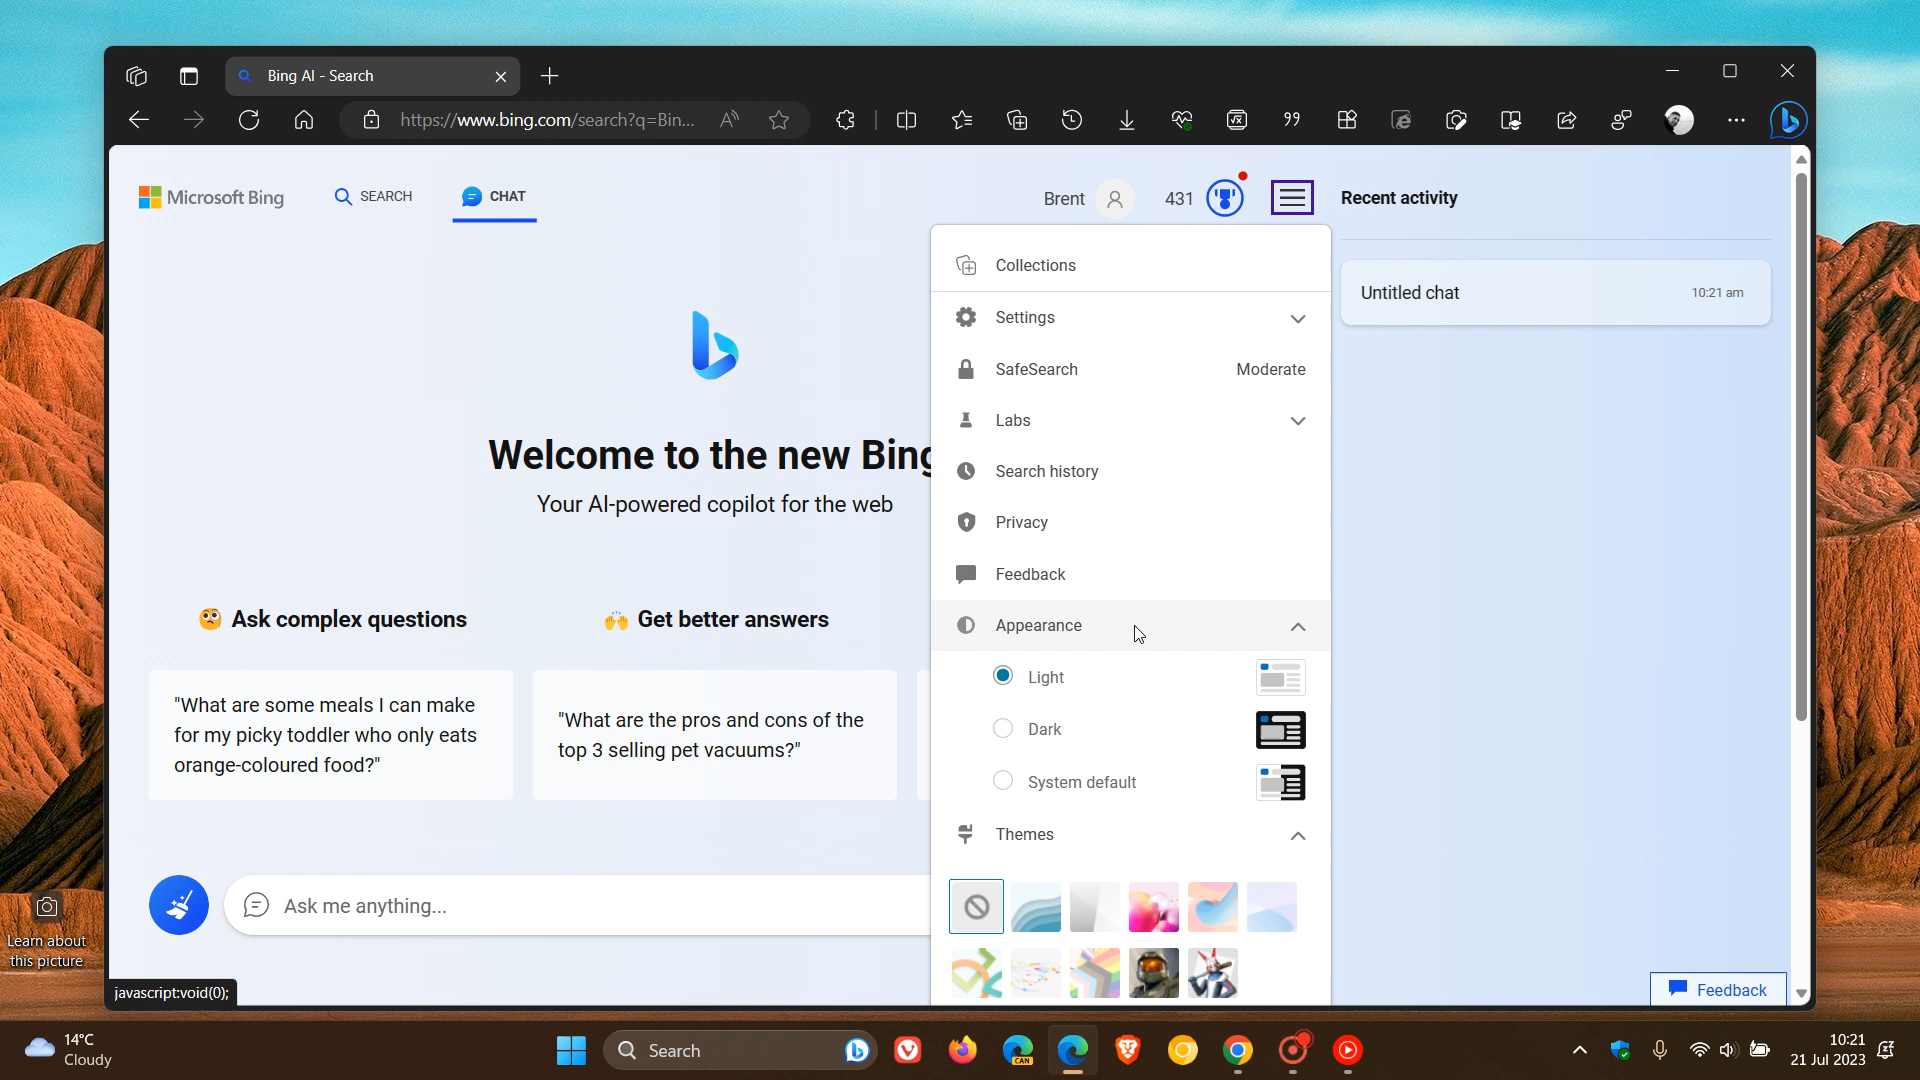 Bing AI - Search
https://www.bing.com/search?q=Bin...
Microsoft Bing
SEARCH
CHAT
Brent
431
Recent activity
Untitled chat
10:21 am
Welcome to the new Bing
Your AI-powered copilot for the web
🧐 Ask complex questions
🙌 Get better answers
"What are some meals I can make
for my picky toddler who only eats
orange-coloured food?"
"What are the pros and cons of the
top 3 selling pet vacuums?"
Ask me anything...
Collections
Settings
SafeSearch Moderate
Labs
Search history
Privacy
Feedback
Appearance
Light
Dark
System default
Themes
Feedback
Learn about
this picture
javascript:void(0);
14°C
Cloudy
Search
CAN
10:21
21 Jul 2023